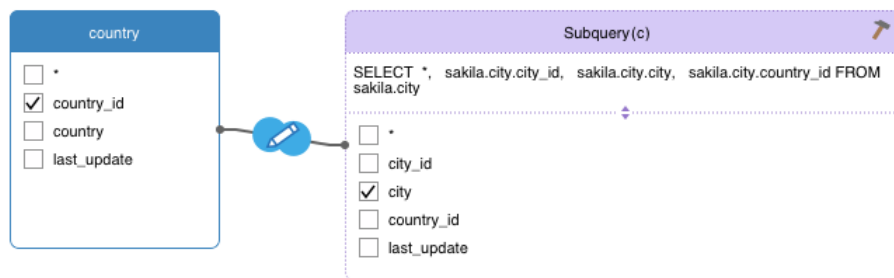 country
*
country_id
country
last_update
Subquery(c)
SELECT *, sakila.city.city_id, sakila.city.city, sakila.city.country_id FROM
sakila.city
*
city_id
city
country_id
last_update